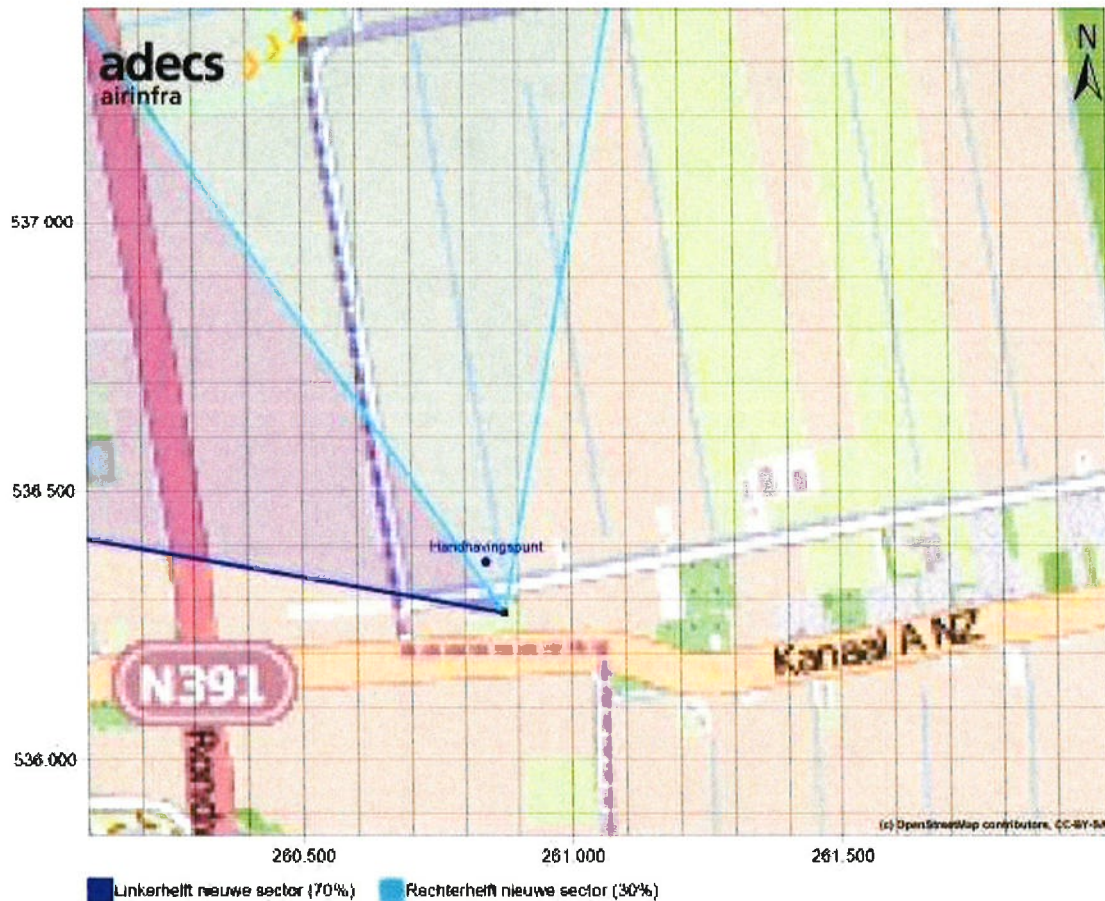 adecs
airinfra
N
537 000
536 500
Handhavingspunt
Kanaal A NZ
N391
536.000
(c) OpenStreetMap contributors, CC-BY-SA
260.500
261.000
261.500
Linkerhelft nieuwe sector (70%)
Rechterhelft nieuwe sector (30%)